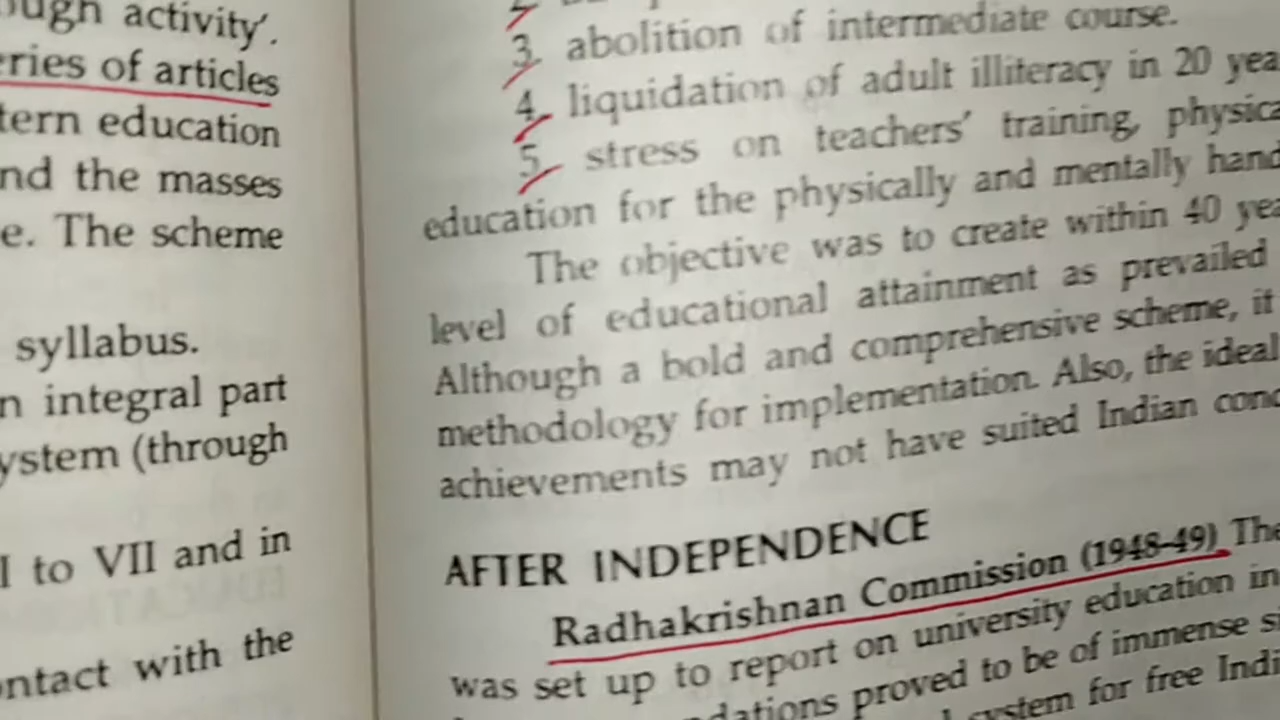 ough activity'.
eries of articles
tern education
nd the masses
e. The scheme
syllabus.
n integral part
ystem (through
I to VII and in
ontact with the
3. abolition of intermediate course.
4. liquidation of adult illiteracy in 20 yea
5. stress on teachers' training, physica
education for the physically and mentally hand
The objective was to create within 40 yea
level of educational attainment as prevailed
Although a bold and comprehensive scheme, it
methodology for implementation. Also, the ideal
achievements may not have suited Indian cond
AFTER INDEPENDENCE
Radhakrishnan Commission (1948-49) The
was set up to report on university education in
dations proved to be of immense s
system for free Indi